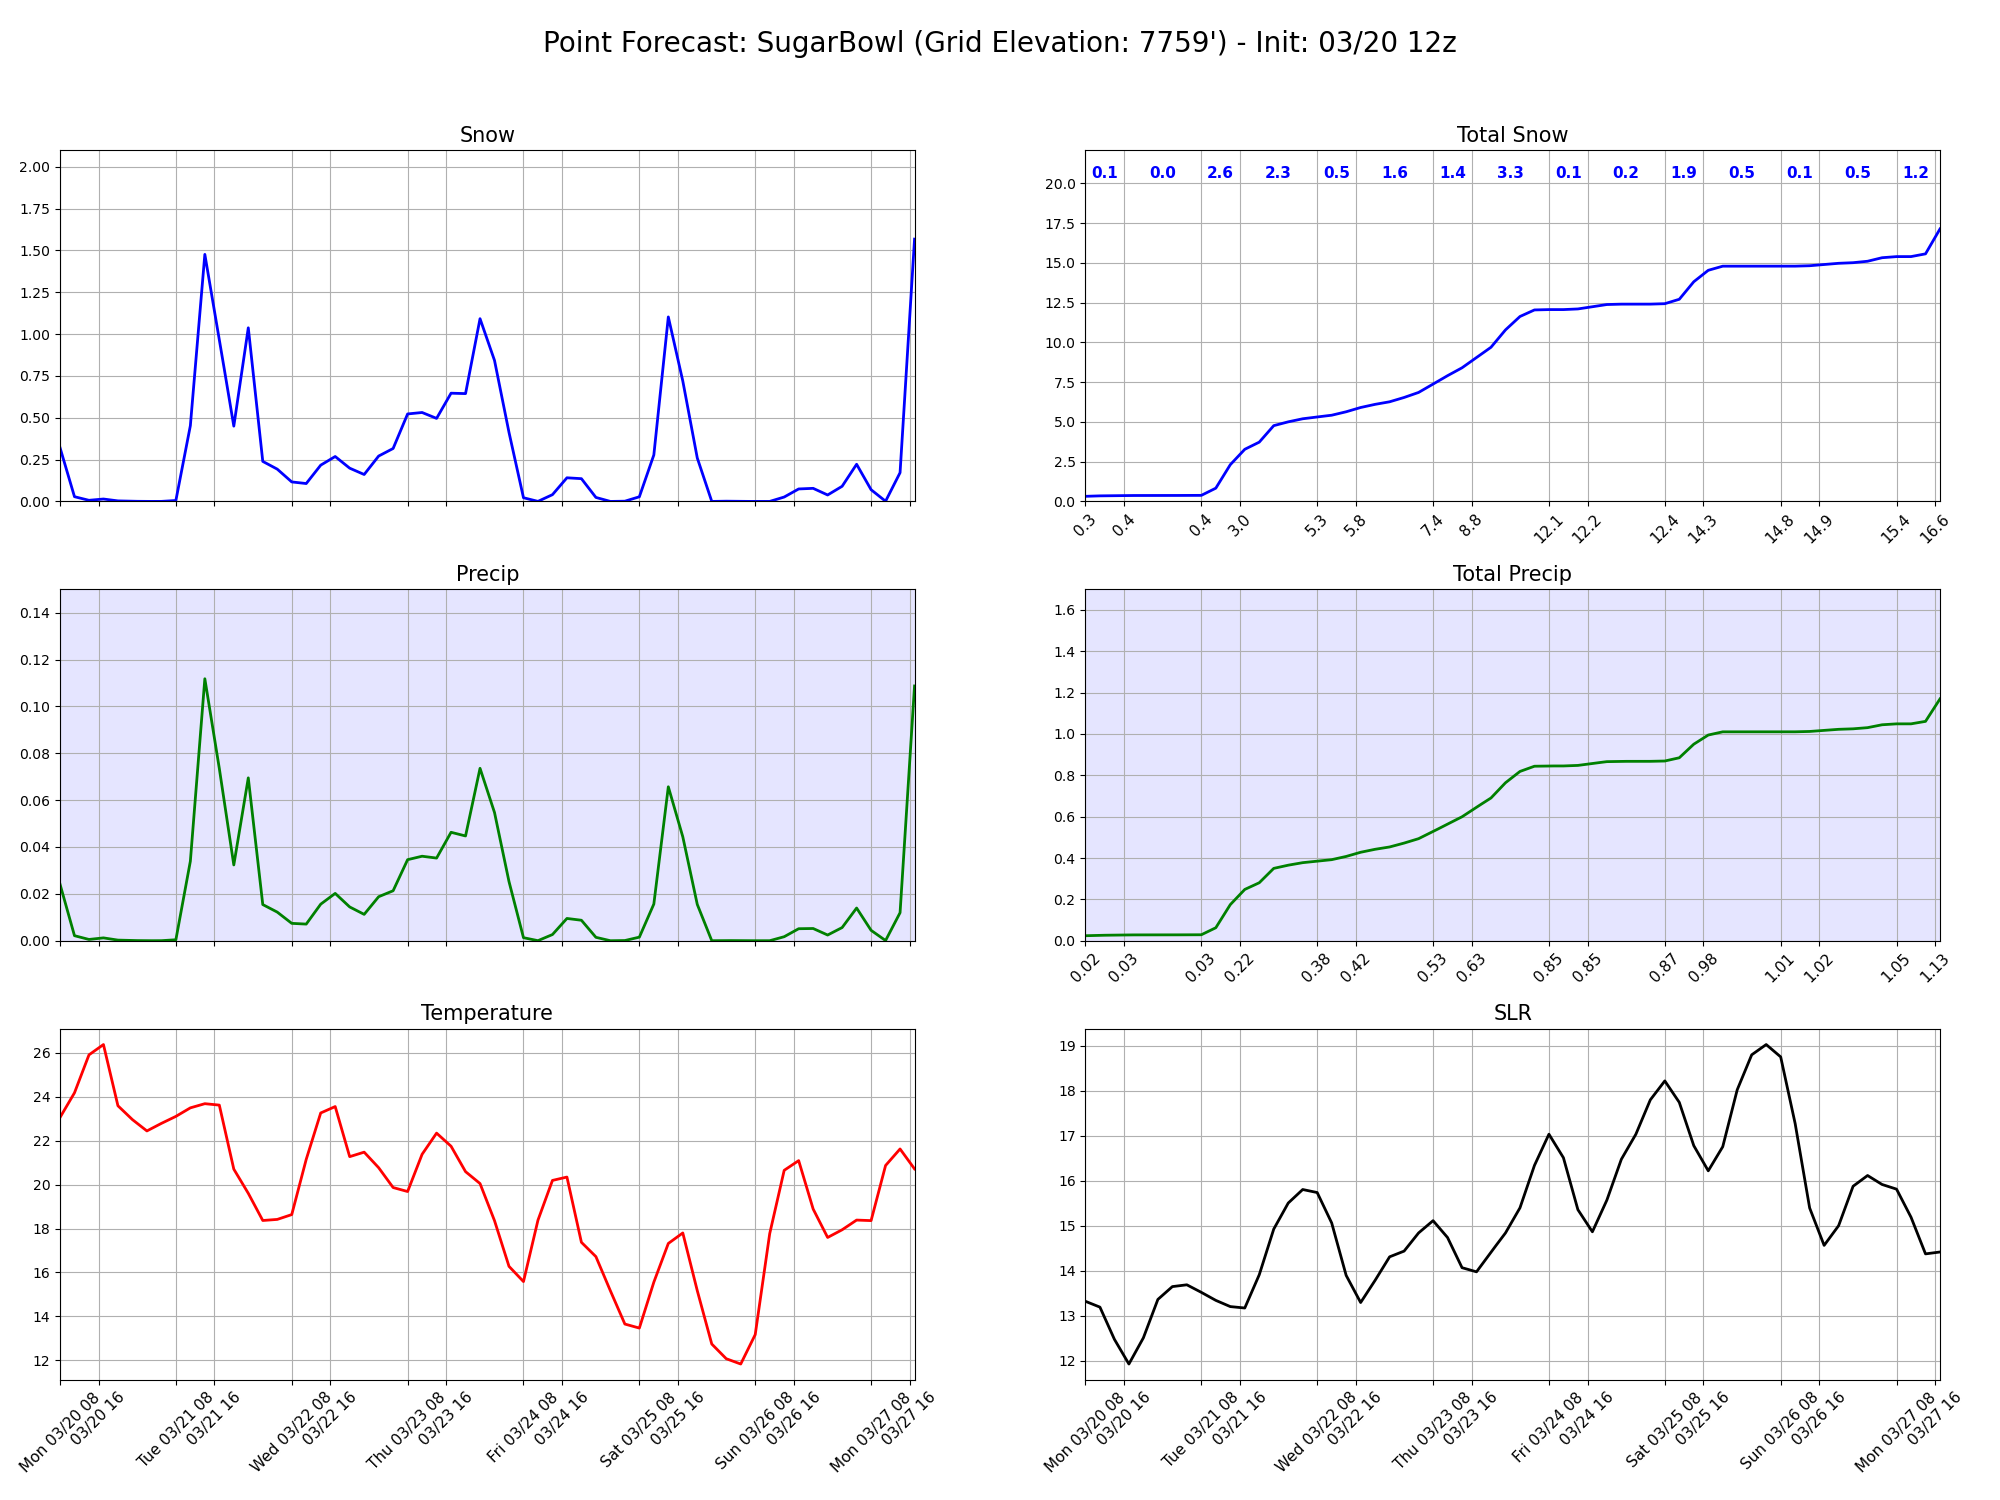 Point Forecast: SugarBowl (Grid Elevation: 7759') - Init: 03/20 12z
Snow
2.00
1.75
1.50
1.25
1.00
0.75
0.50
0.25
0.00
Total Snow
0.1 0.0 2.6 2.3 0.5 1.6 1.4 3.3 0.1 0.2 1.9 0.5 0.1 0.5 1.2
20.0
17.5
15.0
12.5
10.0
7.5
5.0
2.5
0.0
0.3 0.4 0.4 3.0 5.3 5.8 7.4 8.8 12.1 12.2 12.4 14.3 14.8 14.9 15.4 16.6
Precip
0.14
0.12
0.10
0.08
0.06
0.04
0.02
0.00
Total Precip
1.6
1.4
1.2
1.0
0.8
0.6
0.4
0.2
0.0
0.02 0.03 0.03 0.22 0.38 0.42 0.53 0.63 0.85 0.85 0.87 0.98 1.01 1.02 1.05 1.13
Temperature
26
24
22
20
18
16
14
12
Mon 03/20 08
03/20 16
Tue 03/21 08
03/21 16
Wed 03/22 08
03/22 16
Thu 03/23 08
03/23 16
Fri 03/24 08
03/24 16
Sat 03/25 08
03/25 16
Sun 03/26 08
03/26 16
Mon 03/27 08
03/27 16
SLR
19
18
17
16
15
14
13
12
Mon 03/20 08
03/20 16
Tue 03/21 08
03/21 16
Wed 03/22 08
03/22 16
Thu 03/23 08
03/23 16
Fri 03/24 08
03/24 16
Sat 03/25 08
03/25 16
Sun 03/26 08
03/26 16
Mon 03/27 08
03/27 16